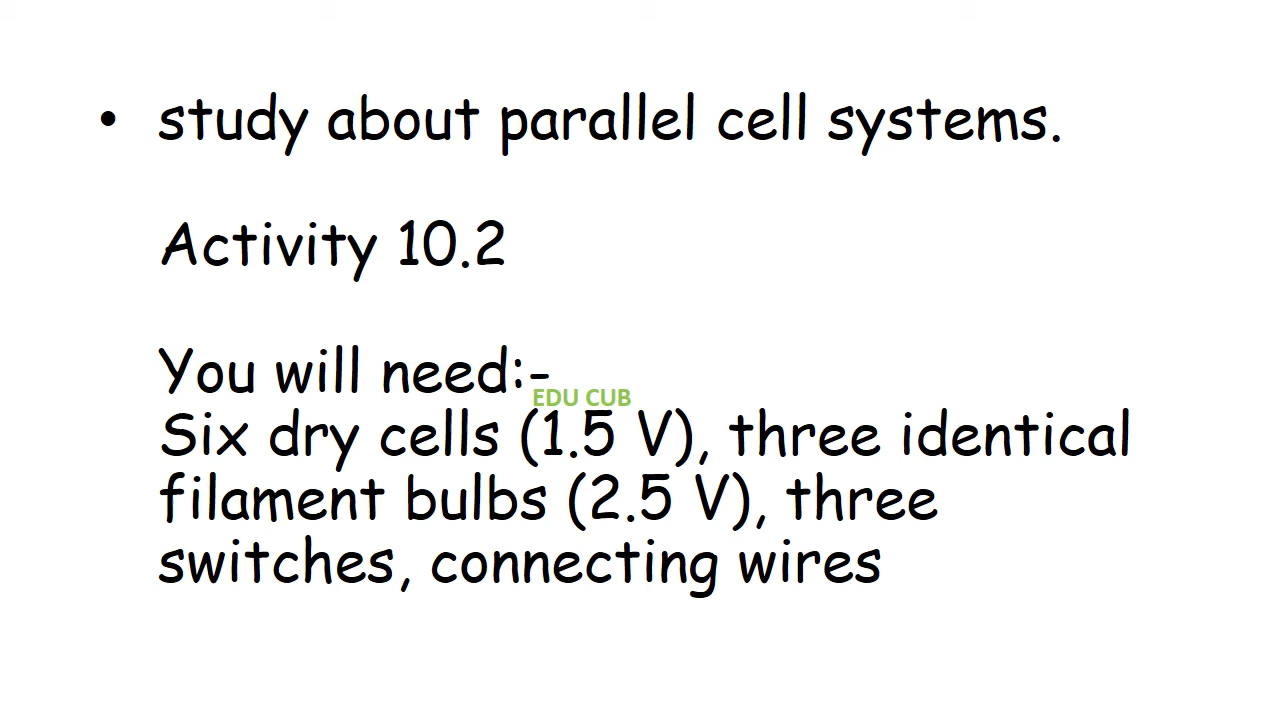 • study about parallel cell systems.
Activity 10.2
You will need:-
EDU CUB
Six dry cells (1.5 V), three identical
filament bulbs (2.5 V), three
switches, connecting wires